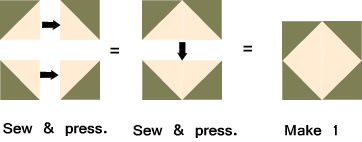 = =
Sew & press. Sew & press. Make 1